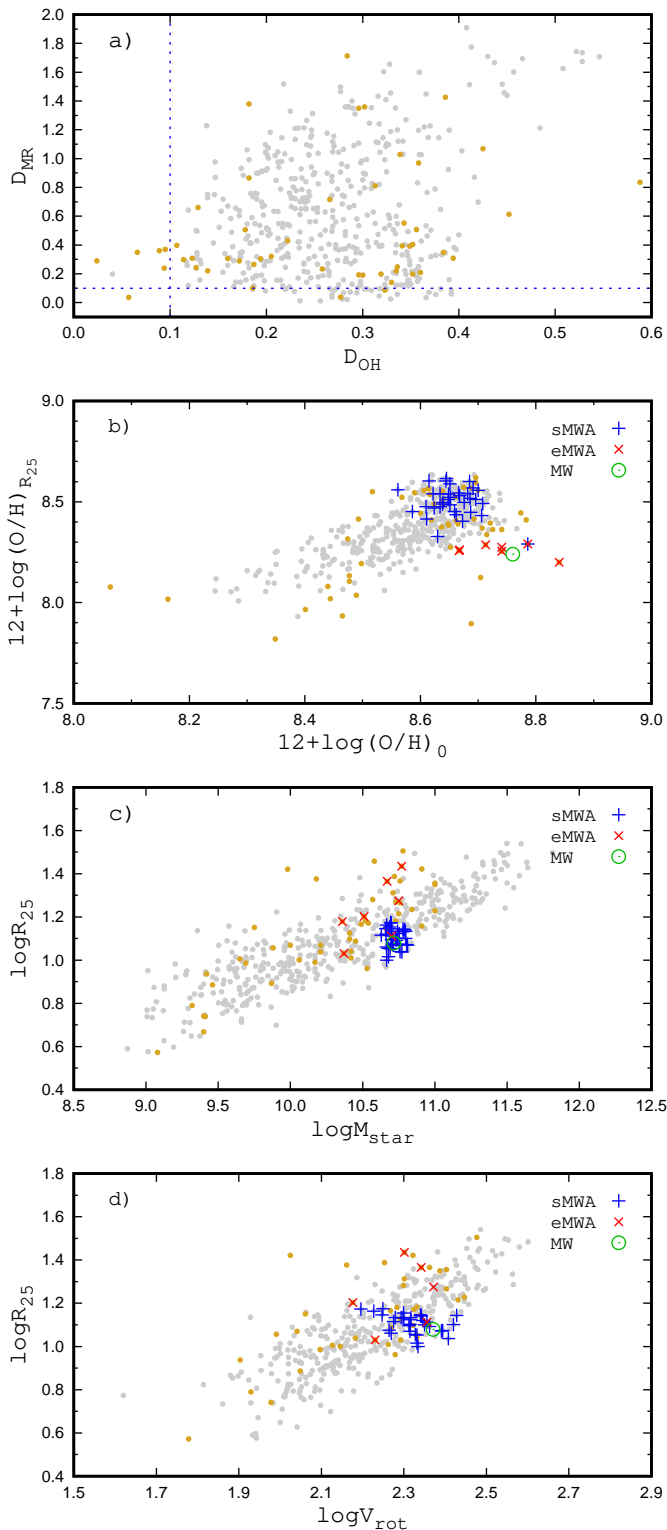 a)
2.0
1.8
1.6
1.4
1.2
1.0
0.8
0.6
0.4
0.2
0.0
D_MR
0.0 0.1 0.2 0.3 0.4 0.5 0.6
D_OH
b)
sMWA
eMWA
MW
9.0
8.5
8.0
7.5
12+log(O/H)_R_25
8.0 8.2 8.4 8.6 8.8 9.0
12+log(O/H)_0
c)
sMWA
eMWA
MW
1.8
1.6
1.4
1.2
1.0
0.8
0.6
0.4
logR_25
8.5 9.0 9.5 10.0 10.5 11.0 11.5 12.0 12.5
logM_star
d)
sMWA
eMWA
MW
1.8
1.6
1.4
1.2
1.0
0.8
0.6
0.4
logR_25
1.5 1.7 1.9 2.1 2.3 2.5 2.7 2.9
logV_rot